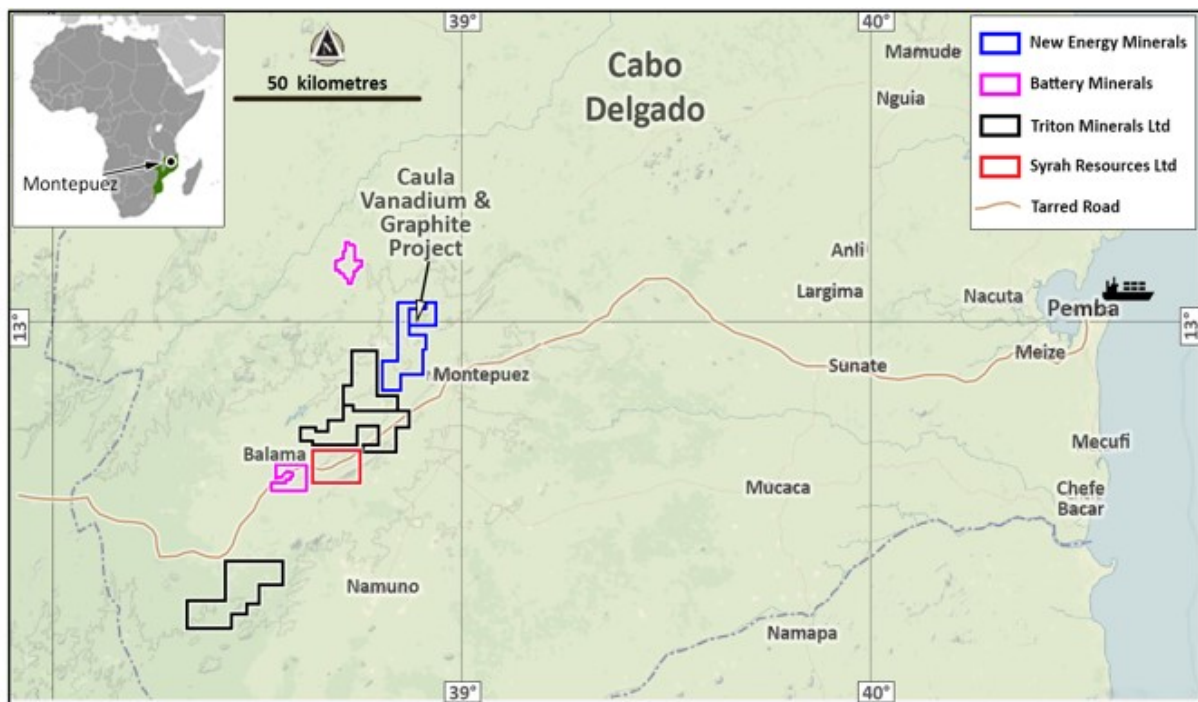 Montepuez
50 kilometres
Cabo
Delgado
Caula
Vanadium &
Graphite
Project
39°
40°
Mamude
Nguia
New Energy Minerals
Battery Minerals
Triton Minerals Ltd
Syrah Resources Ltd
Tarred Road
Anli
Largima
Nacuta
Pemba
13°
13°
Montepuez
Sunate
Meize
Balama
Mecufi
Mucaca
Chefe
Bacar
Namuno
Namapa
39°
40°